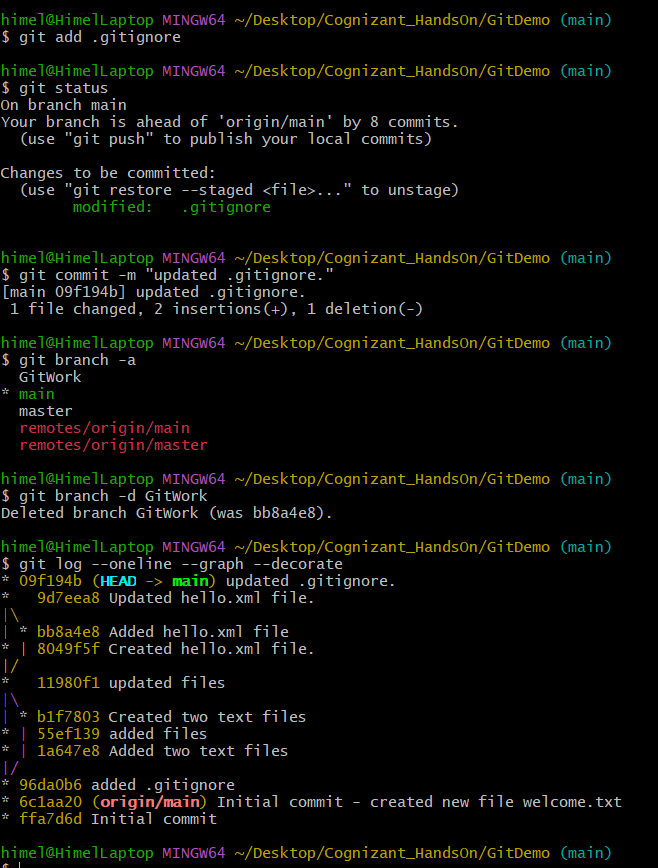 himel@HimelLaptop MINGW64 ~/Desktop/Cognizant_HandsOn/GitDemo (main)
$ git add .gitignore
himel@HimelLaptop MINGW64 ~/Desktop/Cognizant_HandsOn/GitDemo (main)
$ git status
On branch main
Your branch is ahead of 'origin/main' by 8 commits.
  (use "git push" to publish your local commits)
Changes to be committed:
  (use "git restore --staged <file>..." to unstage)
        modified:   .gitignore
himel@HimelLaptop MINGW64 ~/Desktop/Cognizant_HandsOn/GitDemo (main)
$ git commit -m "updated .gitignore."
[main 09f194b] updated .gitignore.
 1 file changed, 2 insertions(+), 1 deletion(-)
himel@HimelLaptop MINGW64 ~/Desktop/Cognizant_HandsOn/GitDemo (main)
$ git branch -a
  GitWork
* main
  master
  remotes/origin/main
  remotes/origin/master
himel@HimelLaptop MINGW64 ~/Desktop/Cognizant_HandsOn/GitDemo (main)
$ git branch -d GitWork
Deleted branch GitWork (was bb8a4e8).
himel@HimelLaptop MINGW64 ~/Desktop/Cognizant_HandsOn/GitDemo (main)
$ git log --oneline --graph --decorate
* 09f194b (HEAD -> main) updated .gitignore.
*   9d7eea8 Updated hello.xml file.
|\
| * bb8a4e8 Added hello.xml file
* | 8049f5f Created hello.xml file.
|/
*   11980f1 updated files
|\
| * b1f7803 Created two text files
* | 55ef139 added files
* | 1a647e8 Added two text files
|/
* 96da0b6 added .gitignore
* 6c1aa20 (origin/main) Initial commit - created new file welcome.txt
* ffa7d6d Initial commit
himel@HimelLaptop MINGW64 ~/Desktop/Cognizant_HandsOn/GitDemo (main)
$